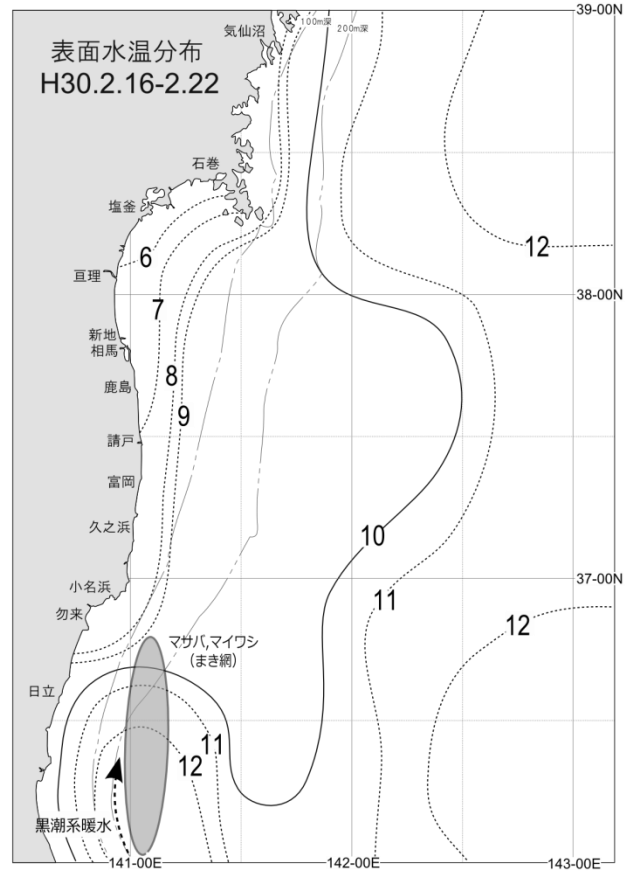 39-00N
気仙沼
100m深
200m深
表面水温分布
H30.2.16-2.22
石巻
塩釜
12
6
亘理
38-00N
7
新地
相馬
8
鹿島
9
請戸
富岡
10
久之浜
37-00N
小名浜
11
勿来
12
マサバ,マイワシ
(まき網)
日立
11
12
黒潮系暖水
141-00E
142-00E
143-00E